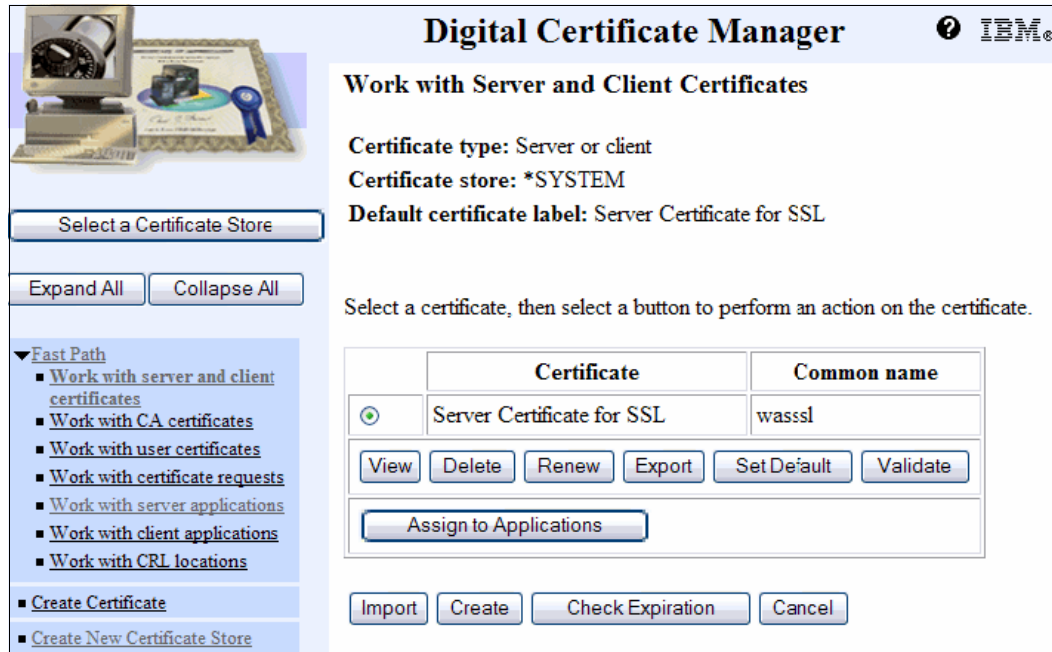 Digital Certificate Manager
? IBM®
Select a Certificate Store
Expand All Collapse All
Fast Path
Work with server and client
certificates
Work with CA certificates
Work with user certificates
Work with certificate requests
Work with server applications
Work with client applications
Work with CRL locations
Create Certificate
Create New Certificate Store
Work with Server and Client Certificates
Certificate type: Server or client
Certificate store: *SYSTEM
Default certificate label: Server Certificate for SSL
Select a certificate, then select a button to perform an action on the certificate.
Certificate Common name
Server Certificate for SSL wasssl
View Delete Renew Export Set Default Validate
Assign to Applications
Import Create Check Expiration Cancel